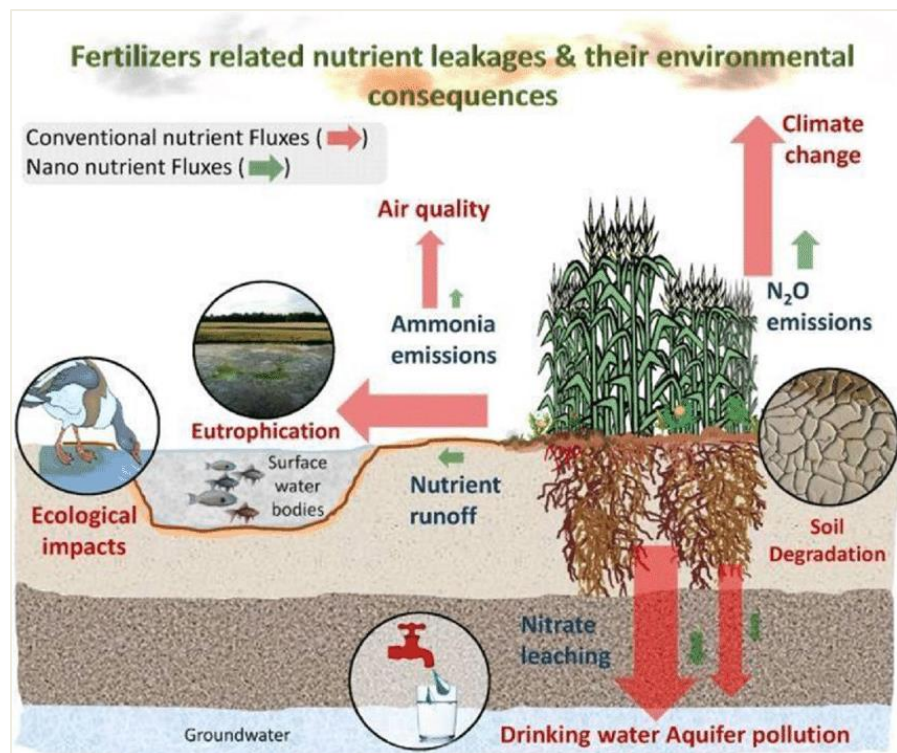 Fertilizers related nutrient leakages & their environmental
consequences
Conventional nutrient Fluxes ( )
Nano nutrient Fluxes ( )
Climate
change
Air quality
Ammonia
emissions
N₂O
emissions
Eutrophication
Surface
water
bodies
Nutrient
runoff
Ecological
impacts
Soil
Degradation
Nitrate
leaching
Groundwater
Drinking water Aquifer pollution